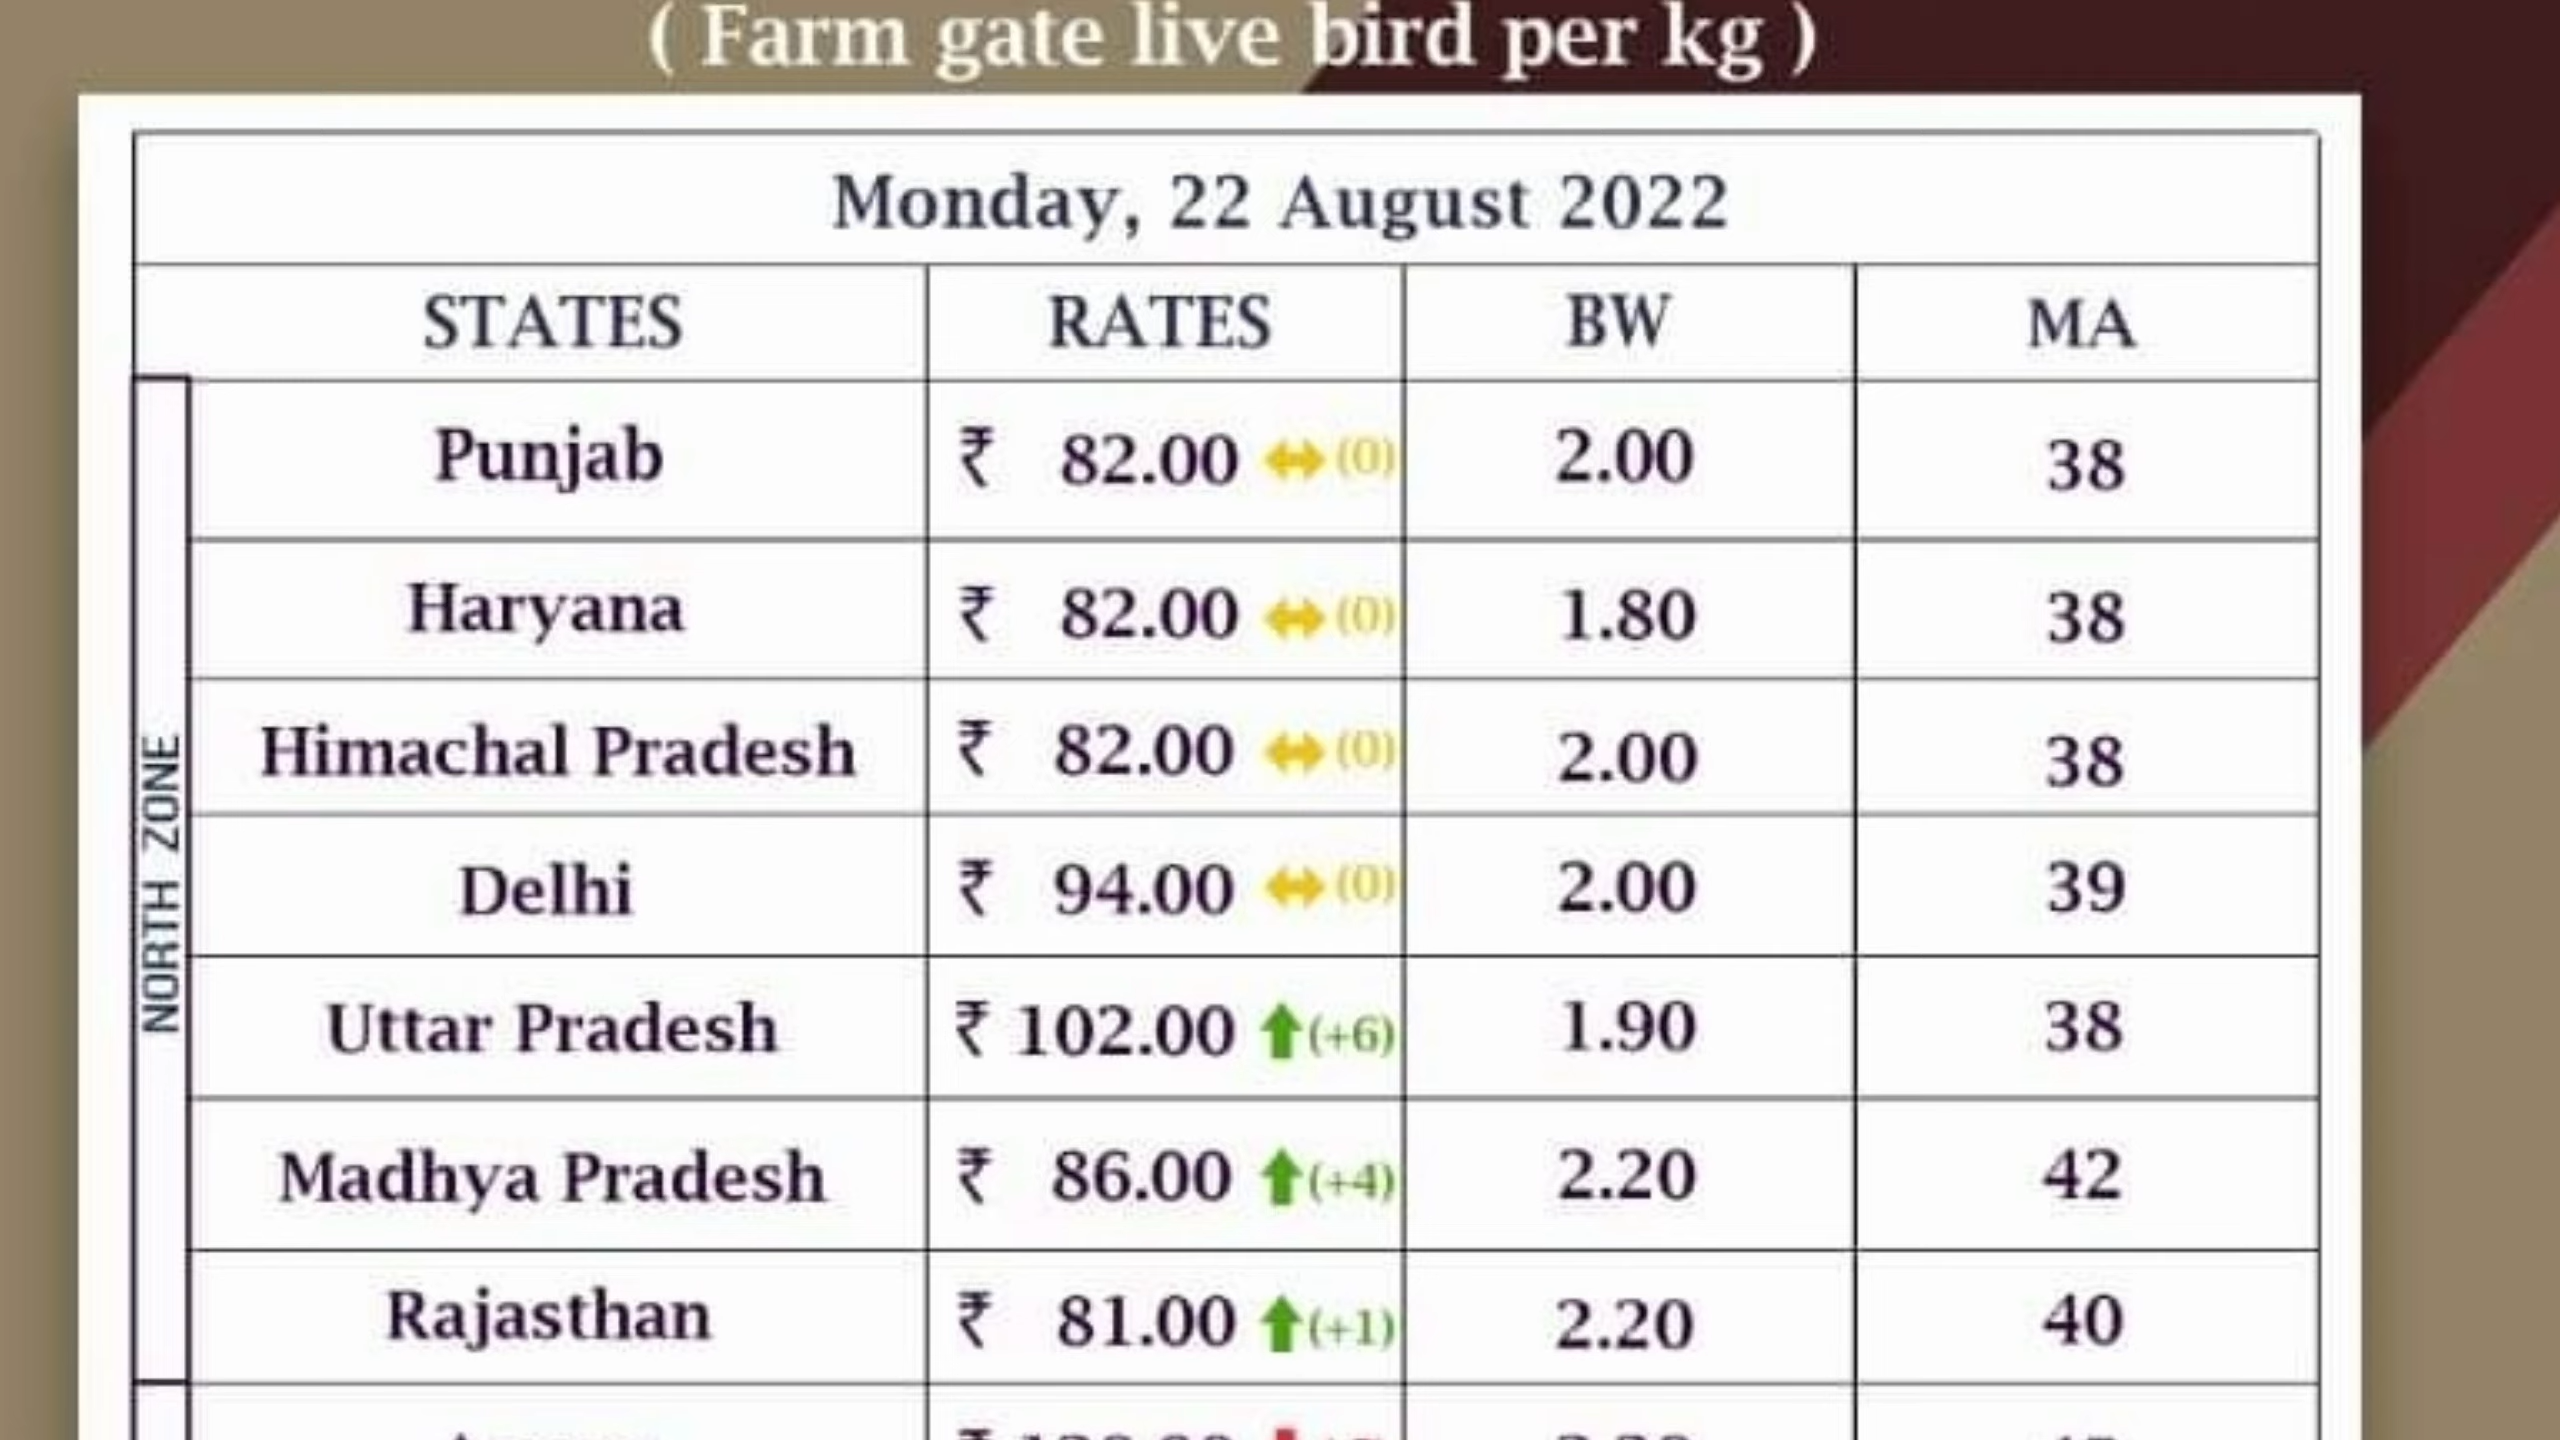 ( Farm gate live bird per kg )
Monday, 22 August 2022
STATES RATES BW MA
NORTH ZONE
Punjab ₹ 82.00 (0) 2.00 38
Haryana ₹ 82.00 (0) 1.80 38
Himachal Pradesh ₹ 82.00 (0) 2.00 38
Delhi ₹ 94.00 (0) 2.00 39
Uttar Pradesh ₹ 102.00 (+6) 1.90 38
Madhya Pradesh ₹ 86.00 (+4) 2.20 42
Rajasthan ₹ 81.00 (+1) 2.20 40